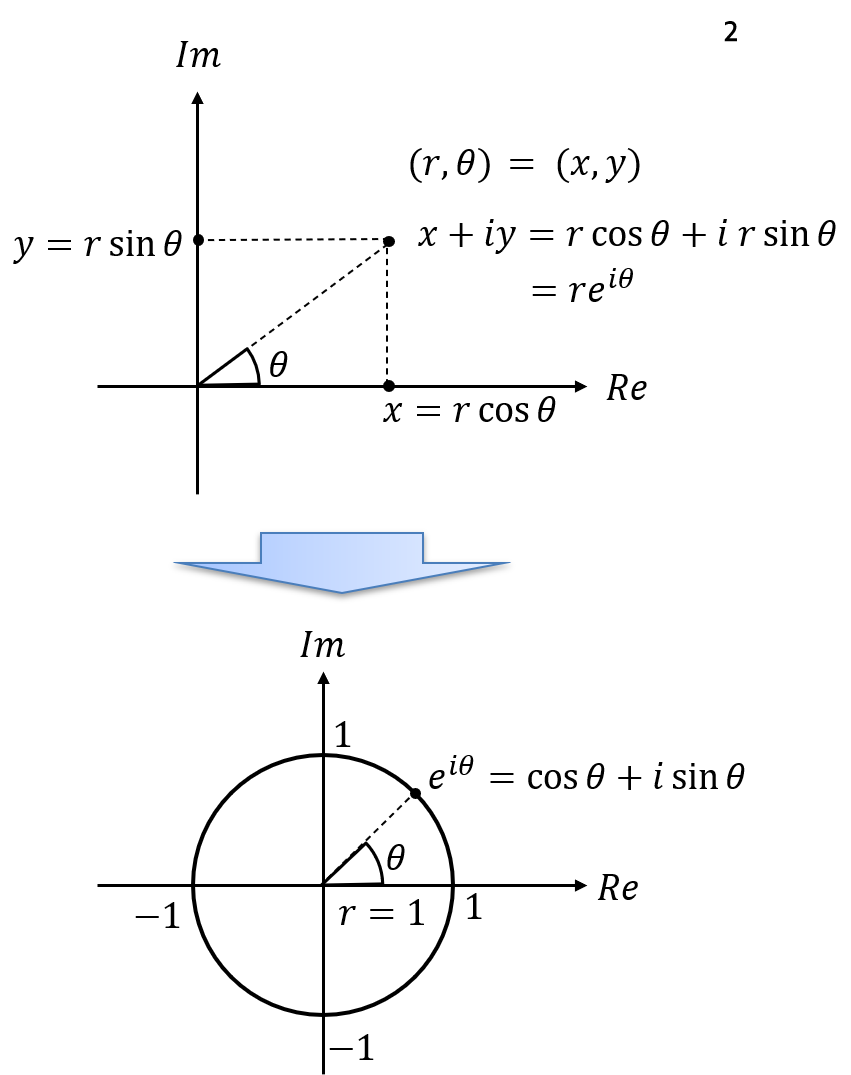 2
Im
(r, θ) = (x, y)
y = r sin θ
x + iy = r cos θ + i r sin θ
= re^{iθ}
θ
Re
x = r cos θ
Im
1
e^{iθ} = cos θ + i sin θ
θ
Re
−1
r = 1
1
−1